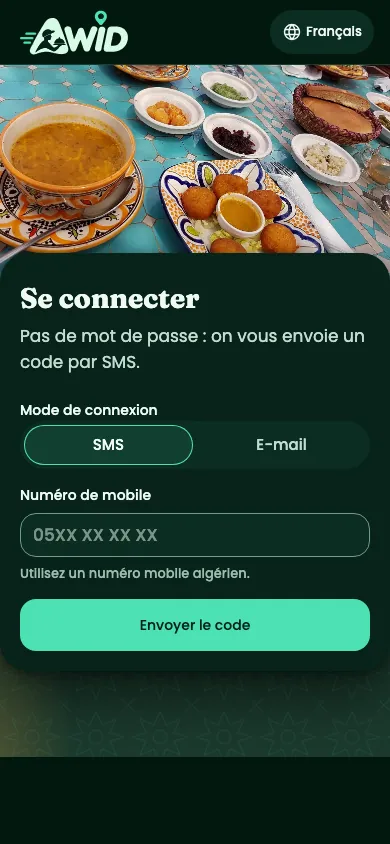 AWID
Français
Se connecter
Pas de mot de passe : on vous envoie un
code par SMS.
Mode de connexion
SMS
E-mail
Numéro de mobile
05XX XX XX XX
Utilisez un numéro mobile algérien.
Envoyer le code